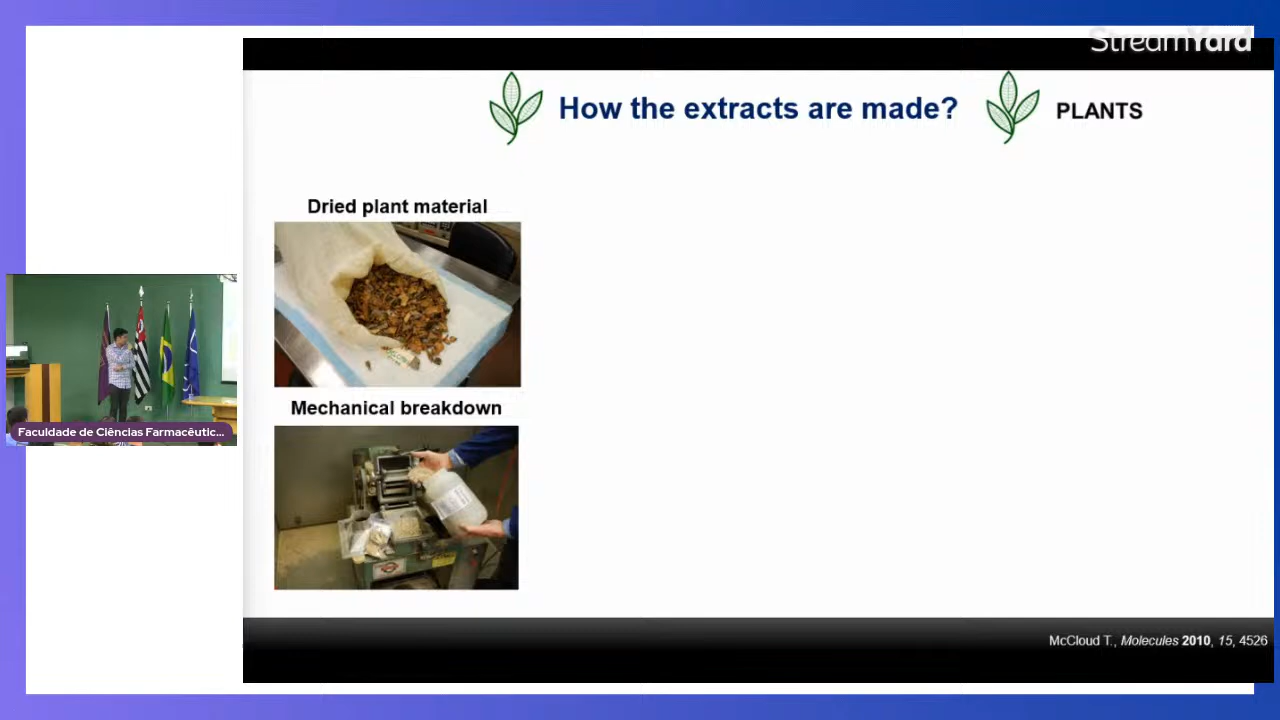 StreamYard
How the extracts are made?
PLANTS
Dried plant material
Mechanical breakdown
Faculdade de Ciências Farmacêutic...
McCloud T., Molecules 2010, 15, 4526